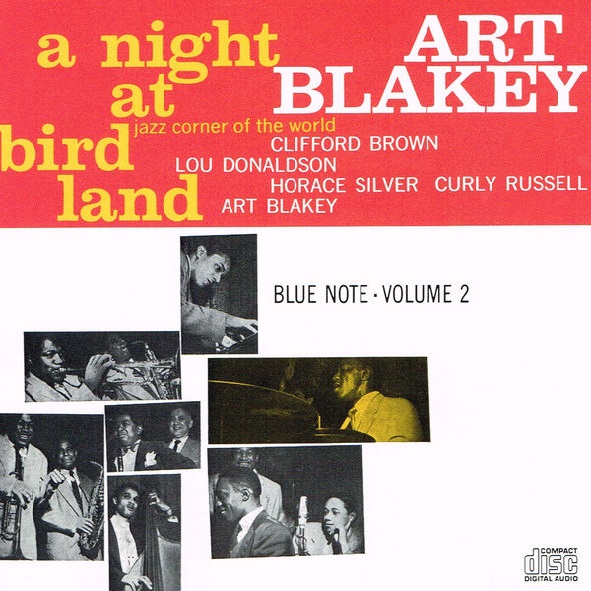 a night
at
bird
land
jazz corner of the world
ART
BLAKEY
CLIFFORD BROWN
LOU DONALDSON
HORACE SILVER CURLY RUSSELL
ART BLAKEY
BLUE NOTE · VOLUME 2
COMPACT
disc
DIGITAL AUDIO